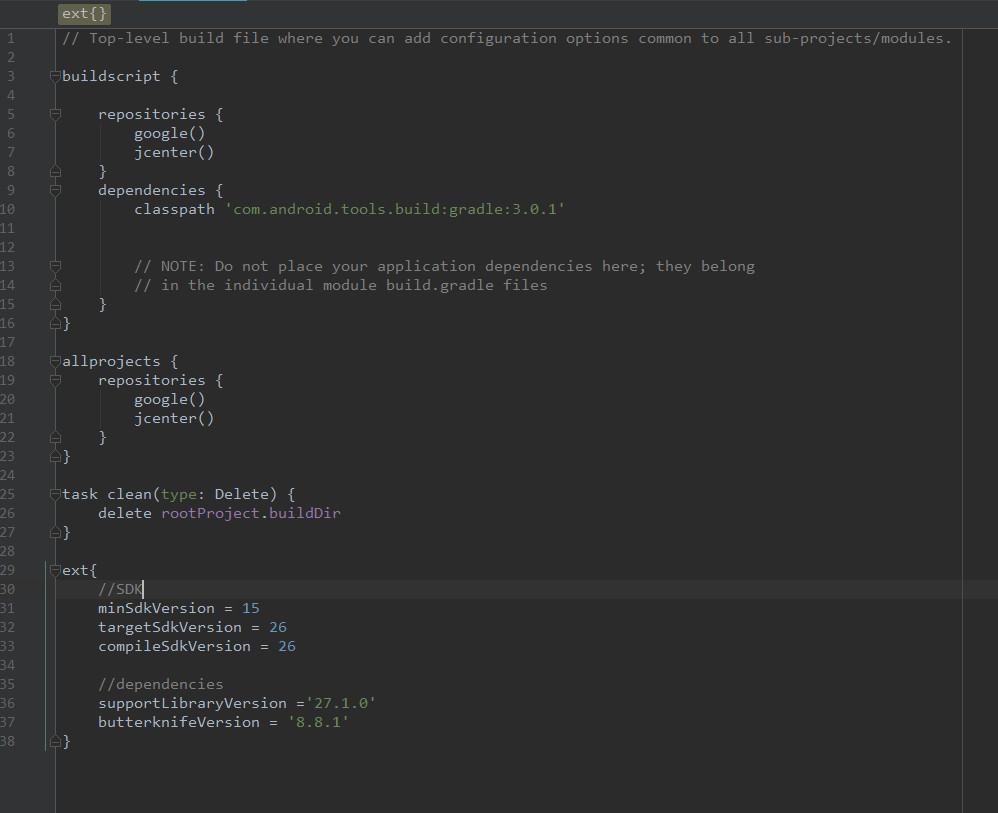 ext{}
1 // Top-level build file where you can add configuration options common to all sub-projects/modules.
2
3 buildscript {
4
5     repositories {
6         google()
7         jcenter()
8     }
9     dependencies {
10         classpath 'com.android.tools.build:gradle:3.0.1'
11
12
13         // NOTE: Do not place your application dependencies here; they belong
14         // in the individual module build.gradle files
15     }
16 }
17
18 allprojects {
19     repositories {
20         google()
21         jcenter()
22     }
23 }
24
25 task clean(type: Delete) {
26     delete rootProject.buildDir
27 }
28
29 ext{
30     //SDK
31     minSdkVersion = 15
32     targetSdkVersion = 26
33     compileSdkVersion = 26
34
35     //dependencies
36     supportLibraryVersion ='27.1.0'
37     butterknifeVersion = '8.8.1'
38 }